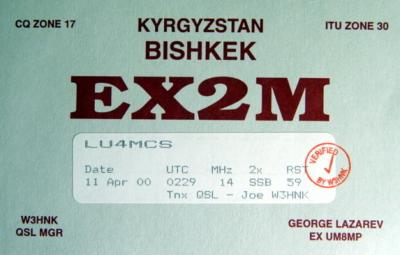 CQ ZONE 17
KYRGYZSTAN
ITU ZONE 30
BISHKEK
EX2M
LU4MCS
Date UTC MHz 2x RST
11 Apr 00 0229 14 SSB 59
Tnx QSL - Joe W3HNK
VERIFIED
BY W3HNK
W3HNK
QSL MGR
GEORGE LAZAREV
EX UM8MP